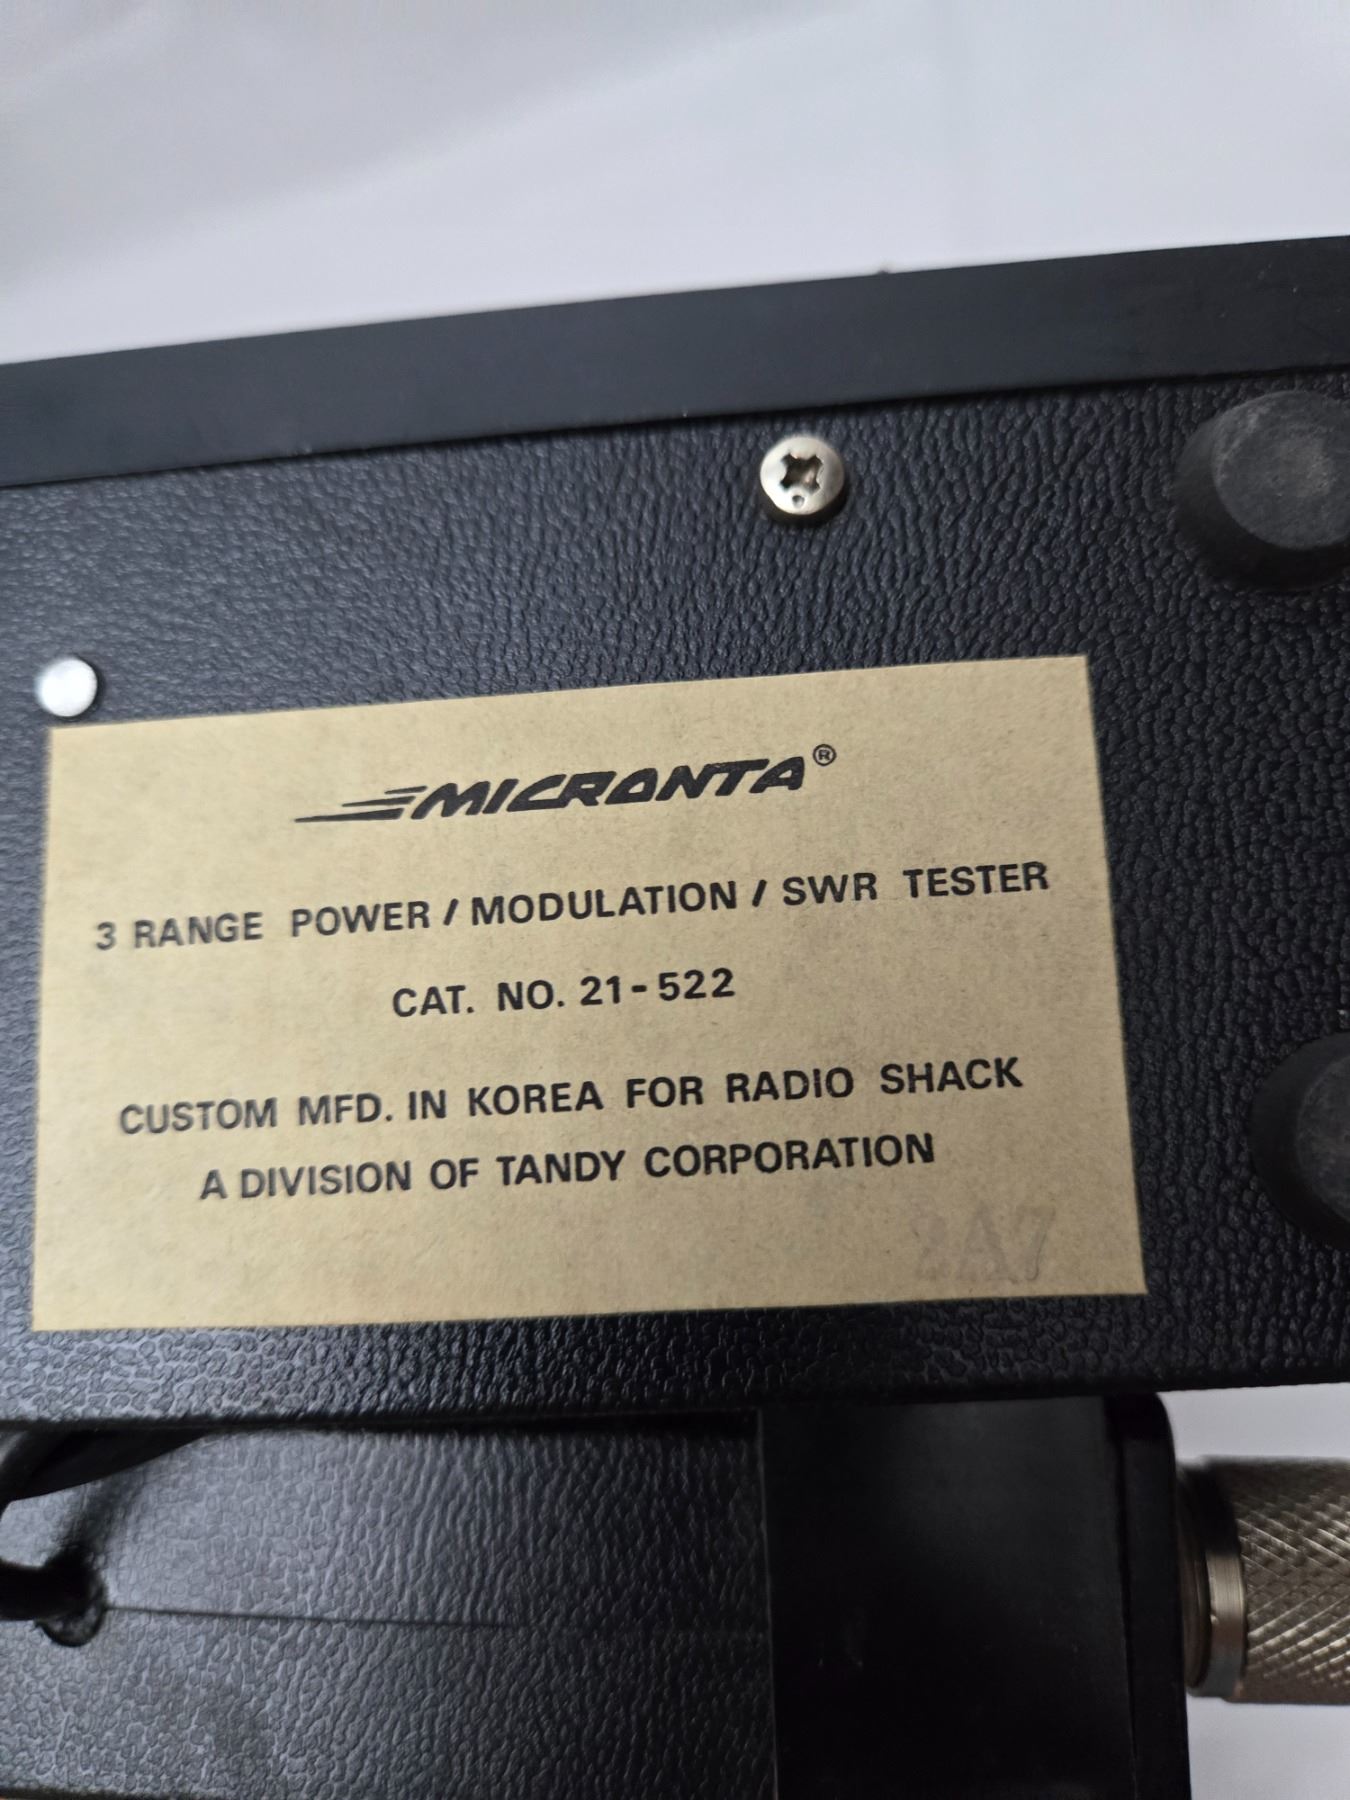 MICRONTA®
3 RANGE POWER / MODULATION / SWR TESTER
CAT. NO. 21-522
CUSTOM MFD. IN KOREA FOR RADIO SHACK
A DIVISION OF TANDY CORPORATION
2A7